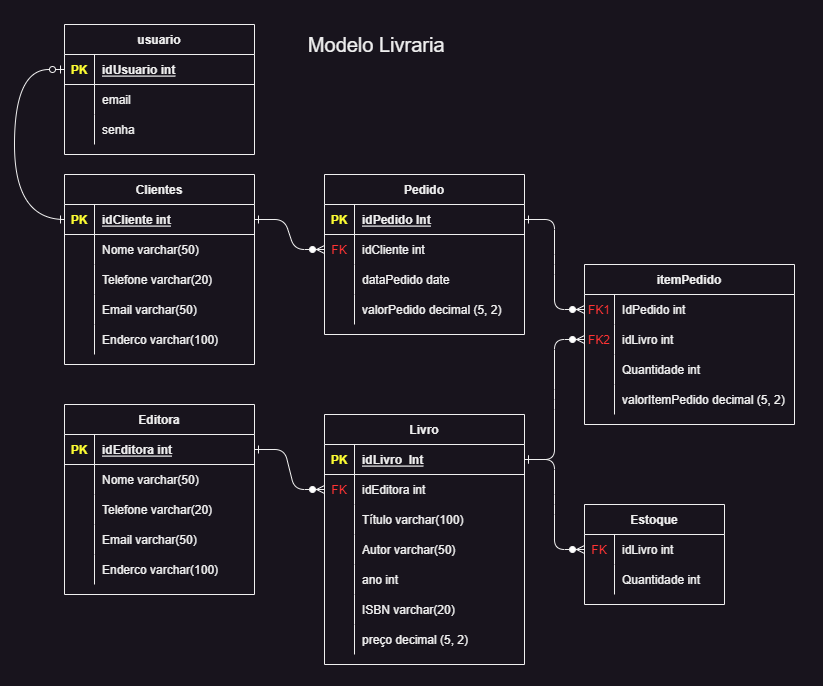 Modelo Livraria
usuario
PK idUsuario int
email
senha
Clientes
PK idCliente int
Nome varchar(50)
Telefone varchar(20)
Email varchar(50)
Enderco varchar(100)
Pedido
PK idPedido Int
FK idCliente int
dataPedido date
valorPedido decimal (5, 2)
itemPedido
FK1 IdPedido int
FK2 idLivro int
Quantidade int
valorItemPedido decimal (5, 2)
Editora
PK idEditora int
Nome varchar(50)
Telefone varchar(20)
Email varchar(50)
Enderco varchar(100)
Livro
PK idLivro Int
FK idEditora int
Título varchar(100)
Autor varchar(50)
ano int
ISBN varchar(20)
preço decimal (5, 2)
Estoque
FK idLivro int
Quantidade int